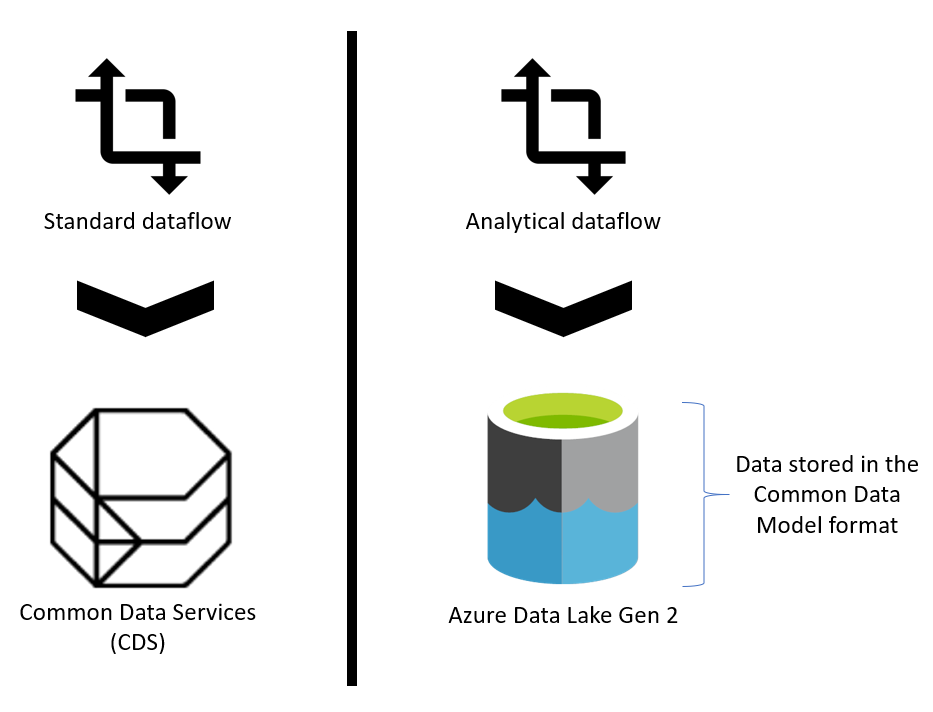 Standard dataflow
Common Data Services
(CDS)
Analytical dataflow
Azure Data Lake Gen 2
Data stored in the
Common Data
Model format